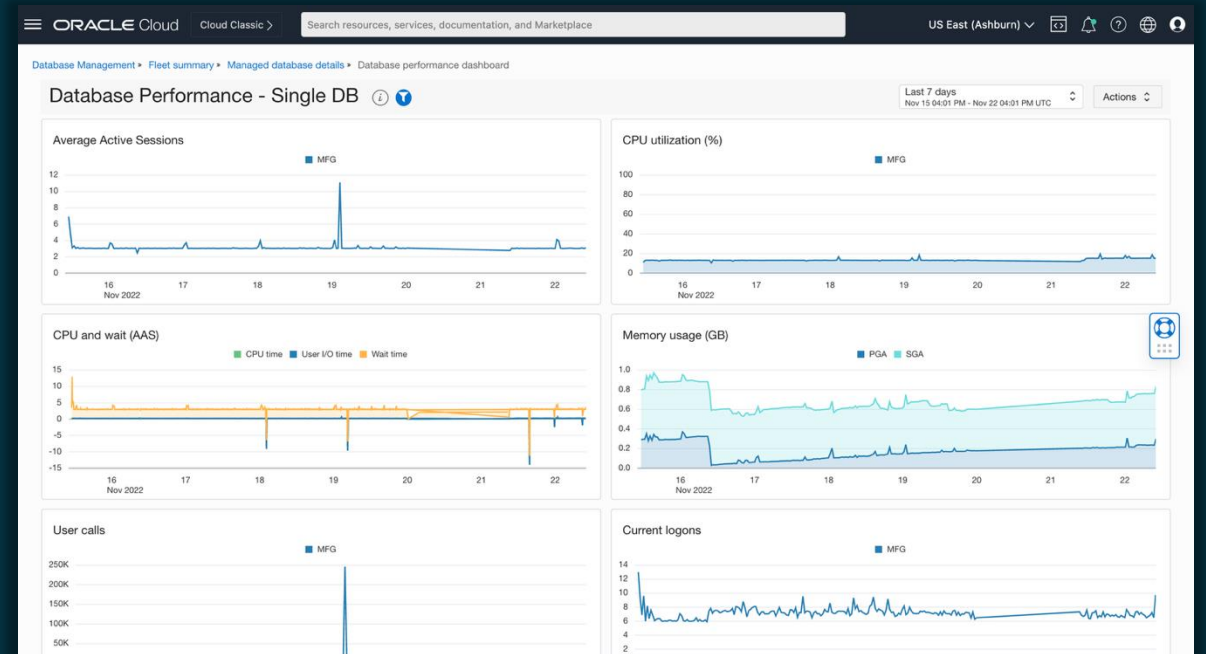 ORACLE Cloud Cloud Classic > Search resources, services, documentation, and Marketplace US East (Ashburn)
Database Management Fleet summary Managed database details Database performance dashboard
Database Performance - Single DB
Last 7 days
Nov 15 04:01 PM - Nov 22 04:01 PM UTC
Actions
Average Active Sessions
MFG
12
10
8
6
4
2
0
16 17 18 19 20 21 22
Nov 2022
CPU utilization (%)
MFG
100
80
60
40
20
0
16 17 18 19 20 21 22
Nov 2022
CPU and wait (AAS)
CPU time User I/O time Wait time
15
10
5
0
-5
-10
-15
16 17 18 19 20 21 22
Nov 2022
Memory usage (GB)
PGA SGA
1.0
0.8
0.6
0.4
0.2
0.0
16 17 18 19 20 21 22
Nov 2022
User calls
MFG
250K
200K
150K
100K
50K
Current logons
MFG
14
12
10
8
6
4
2